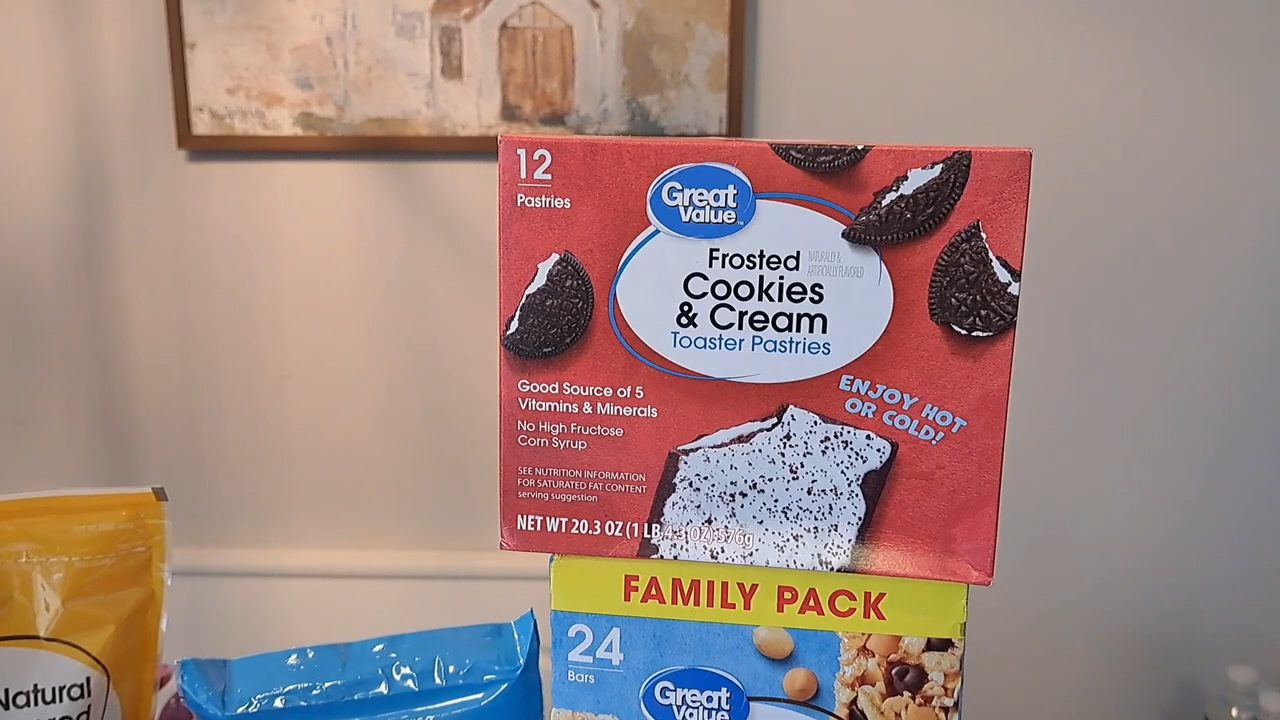 12
Pastries
Great
Value™
Frosted
NATURALLY &
ARTIFICIALLY FLAVORED
Cookies
& Cream
Toaster Pastries
ENJOY HOT
OR COLD!
Good Source of 5
Vitamins & Minerals
No High Fructose
Corn Syrup
SEE NUTRITION INFORMATION
FOR SATURATED FAT CONTENT
serving suggestion
NET WT 20.3 OZ (1 LB 4.3 OZ) 576g
FAMILY PACK
24
Bars
Great
Value
Natural